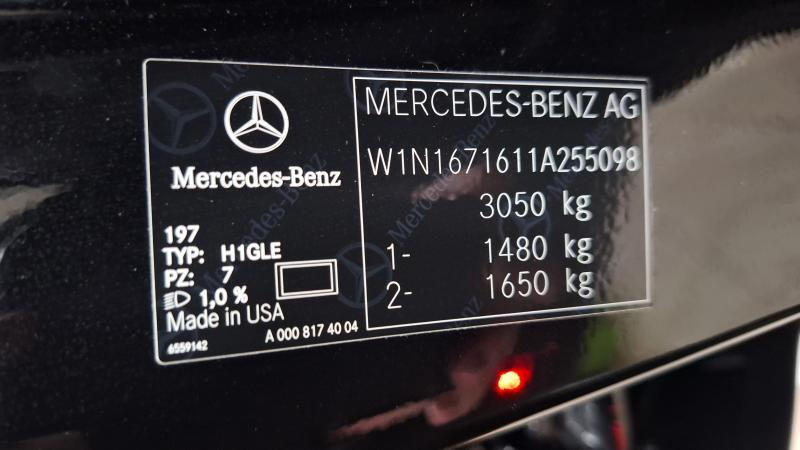 Mercedes-Benz
197
TYP: H1GLE
PZ: 7
1,0 %
Made in USA
6559142
A 000 817 40 04
MERCEDES-BENZ AG
W1N1671611A255098
3050 kg
1- 1480 kg
2- 1650 kg